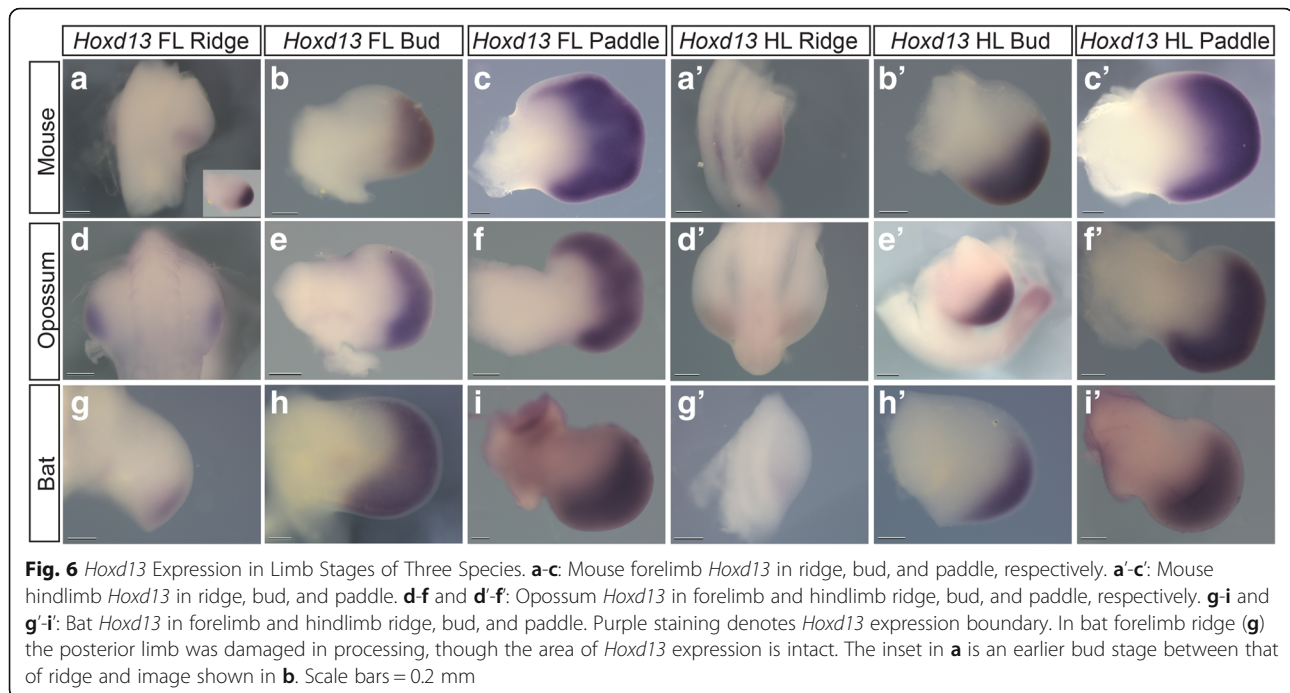 Hoxd13 FL Ridge
Hoxd13 FL Bud
Hoxd13 FL Paddle
Hoxd13 HL Ridge
Hoxd13 HL Bud
Hoxd13 HL Paddle
Mouse
a
b
c
a'
b'
c'
Opossum
d
e
f
d'
e'
f'
Bat
g
h
i
g'
h'
i'
Fig. 6 Hoxd13 Expression in Limb Stages of Three Species. a-c: Mouse forelimb Hoxd13 in ridge, bud, and paddle, respectively. a'-c': Mouse
hindlimb Hoxd13 in ridge, bud, and paddle. d-f and d'-f': Opossum Hoxd13 in forelimb and hindlimb ridge, bud, and paddle, respectively. g-i and
g'-i': Bat Hoxd13 in forelimb and hindlimb ridge, bud, and paddle. Purple staining denotes Hoxd13 expression boundary. In bat forelimb ridge (g)
the posterior limb was damaged in processing, though the area of Hoxd13 expression is intact. The inset in a is an earlier bud stage between that
of ridge and image shown in b. Scale bars = 0.2 mm